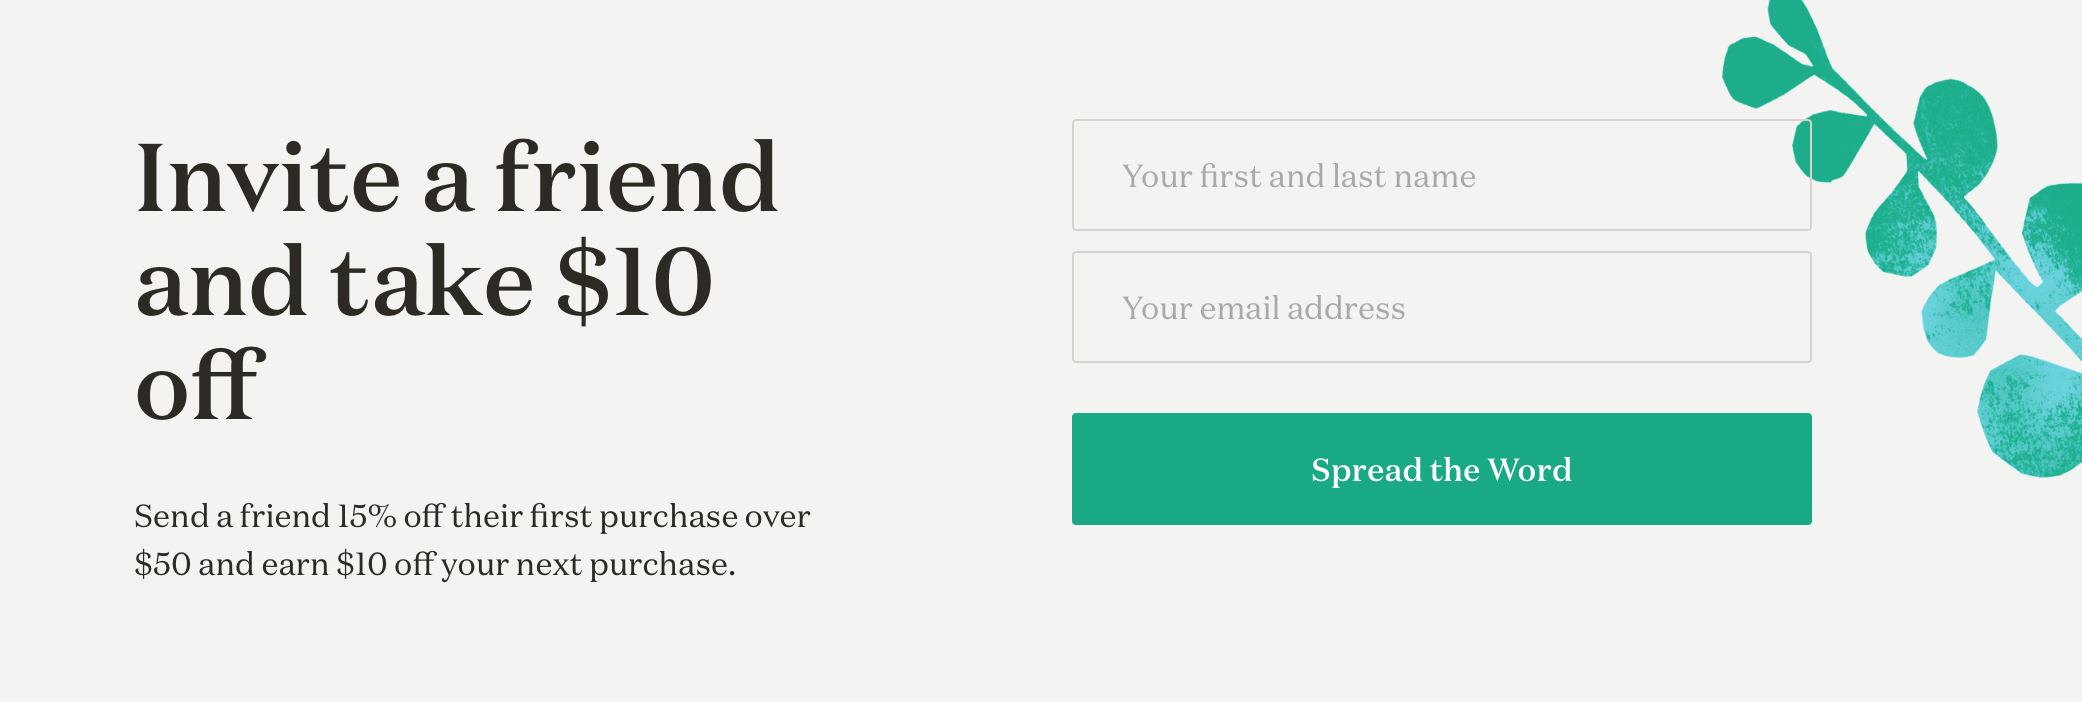 Invite a friend
and take $10
off
Send a friend 15% off their first purchase over
$50 and earn $10 off your next purchase.
Your first and last name
Your email address
Spread the Word